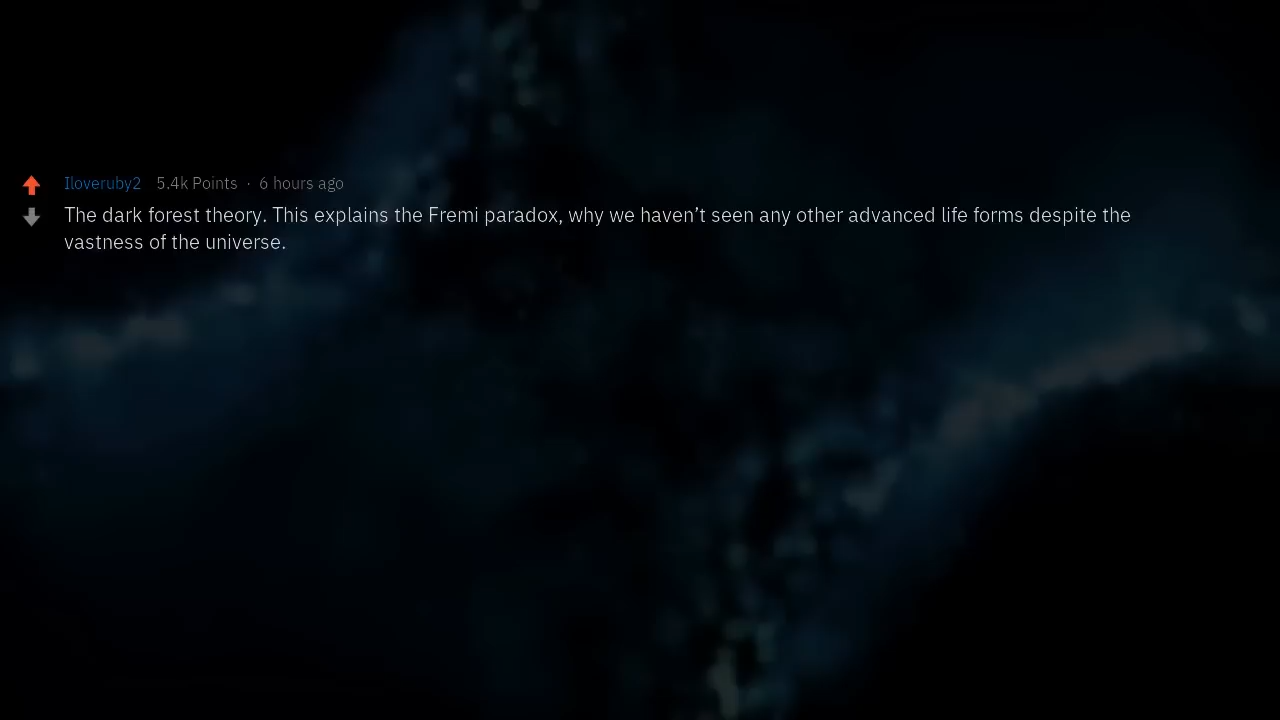 Iloveruby2 5.4k Points · 6 hours ago
The dark forest theory. This explains the Fremi paradox, why we haven’t seen any other advanced life forms despite the
vastness of the universe.